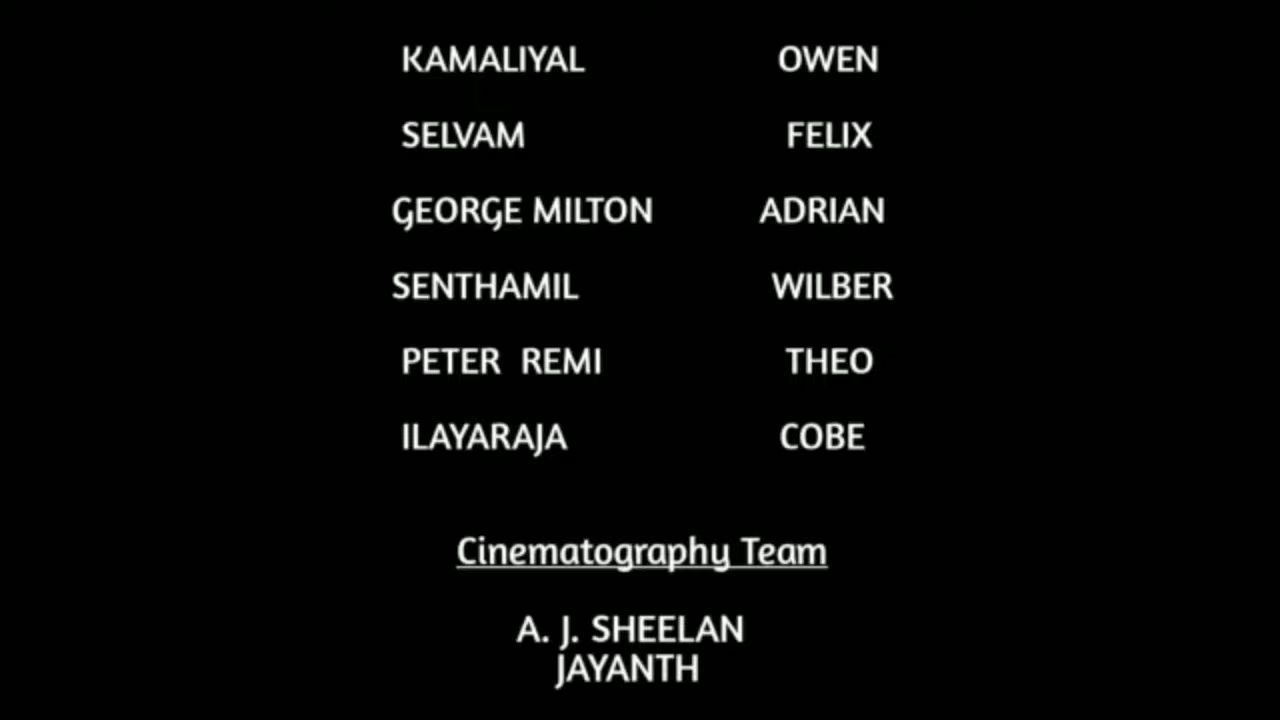 KAMALIYAL OWEN
SELVAM FELIX
GEORGE MILTON ADRIAN
SENTHAMIL WILBER
PETER REMI THEO
ILAYARAJA COBE
Cinematography Team
A. J. SHEELAN
JAYANTH